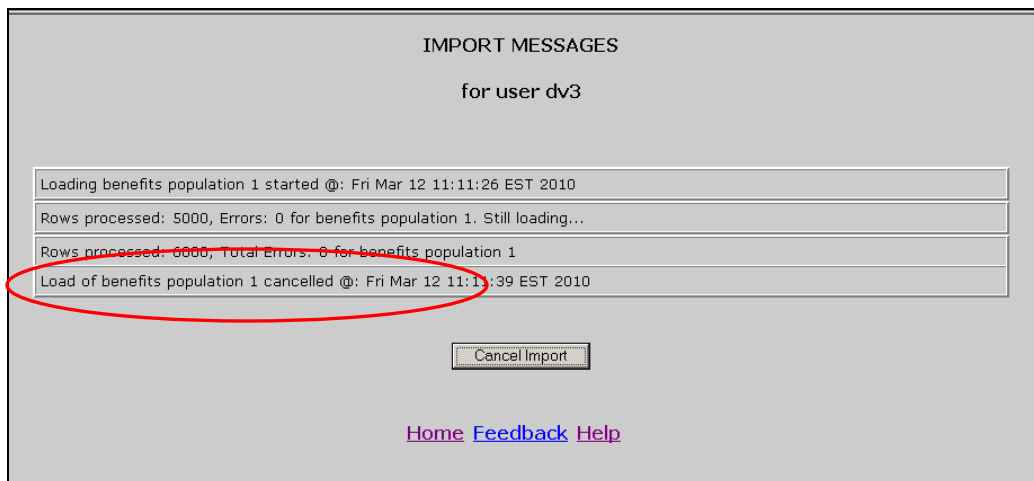 IMPORT MESSAGES
for user dv3
Loading benefits population 1 started @: Fri Mar 12 11:11:26 EST 2010
Rows processed: 5000, Errors: 0 for benefits population 1. Still loading...
Rows processed: 6000, Total Errors: 0 for benefits population 1
Load of benefits population 1 cancelled @: Fri Mar 12 11:11:39 EST 2010
Cancel Import
Home Feedback Help